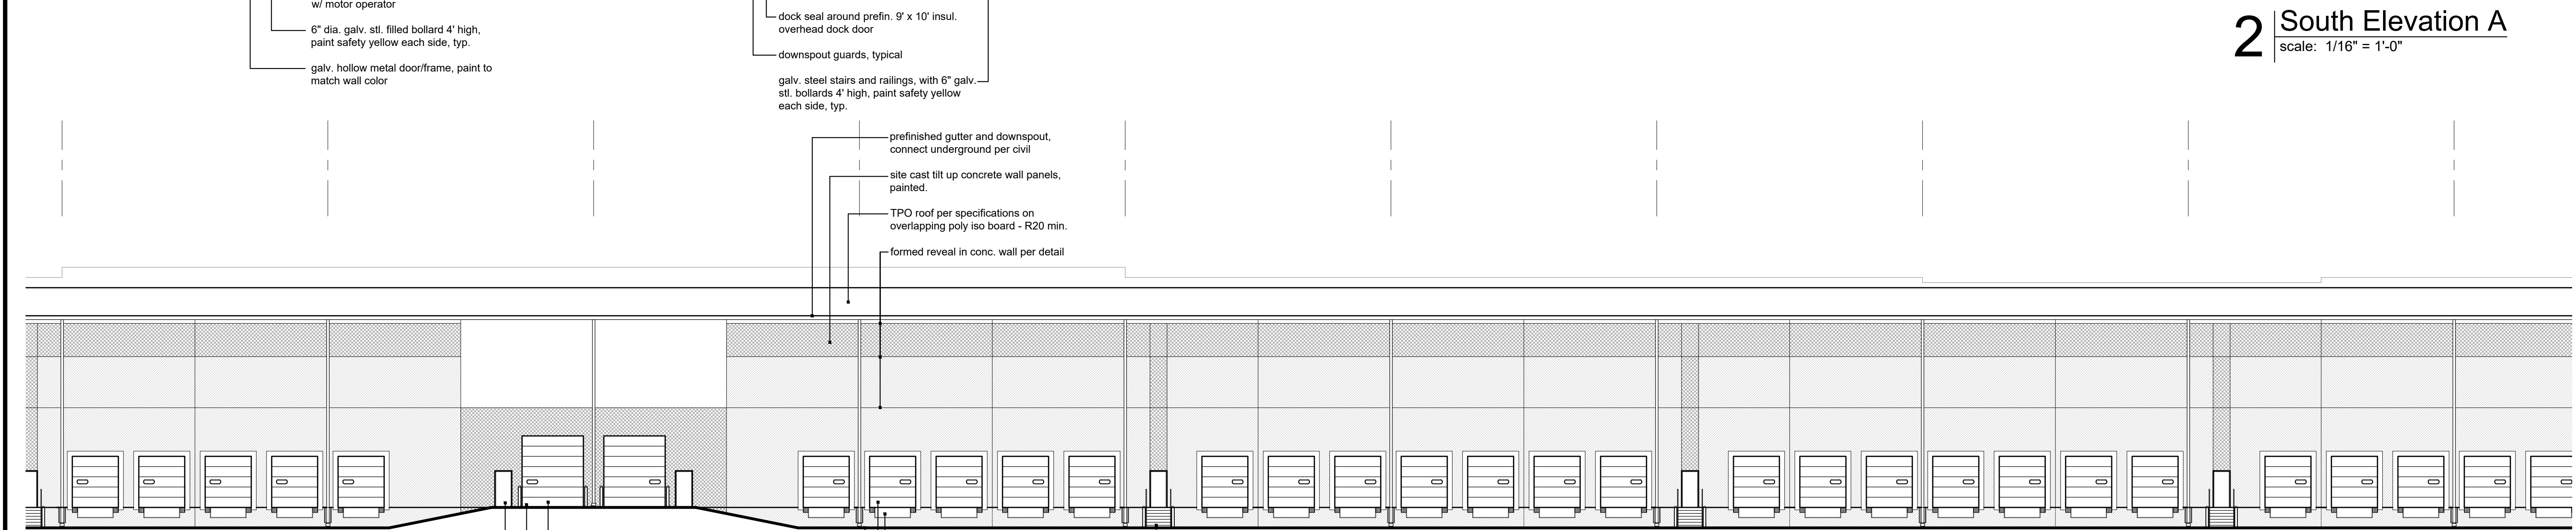 w/ motor operator
6" dia. galv. stl. filled bollard 4' high,
paint safety yellow each side, typ.
galv. hollow metal door/frame, paint to
match wall color
dock seal around prefin. 9' x 10' insul.
overhead dock door
downspout guards, typical
galv. steel stairs and railings, with 6" galv.
stl. bollards 4' high, paint safety yellow
each side, typ.
2
South Elevation A
scale: 1/16" = 1'-0"
prefinished gutter and downspout,
connect underground per civil
site cast tilt up concrete wall panels,
painted.
TPO roof per specifications on
overlapping poly iso board - R20 min.
formed reveal in conc. wall per detail